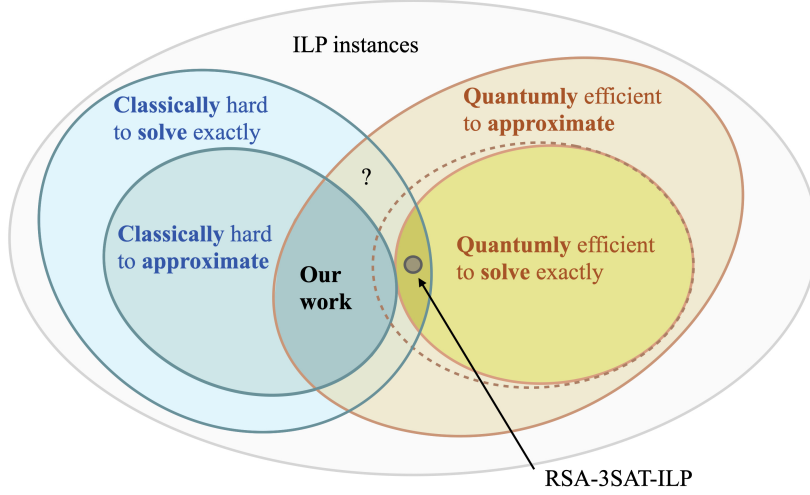 ILP instances
Classically hard
to solve exactly
Quantumly efficient
to approximate
?
Classically hard
to approximate
Quantumly efficient
to solve exactly
Our
work
RSA-3SAT-ILP